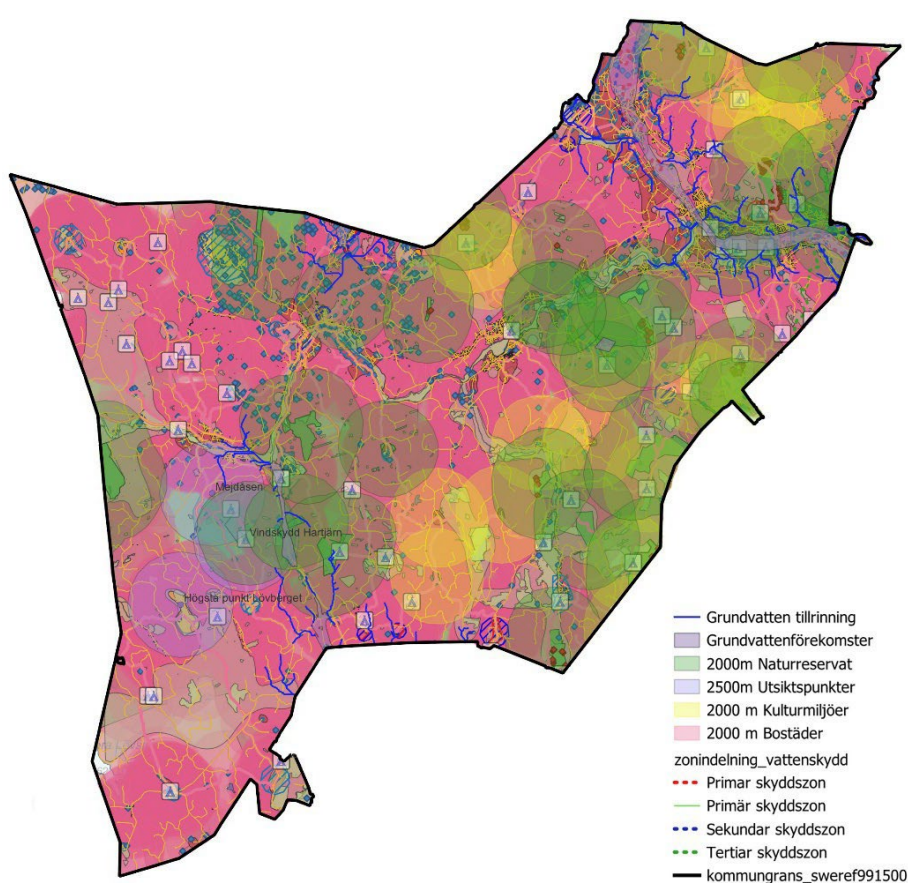 Mejdåsen
Vindskydd Hartjärn
Högsta punkt Lövberget
Grundvatten tillrinning
Grundvattenförekomster
2000m Naturreservat
2500m Utsiktspunkter
2000 m Kulturmiljöer
2000 m Bostäder
zonindelning_vattenskydd
Primar skyddszon
Primär skyddszon
Sekundar skyddszon
Tertiar skyddszon
kommungrans_sweref991500